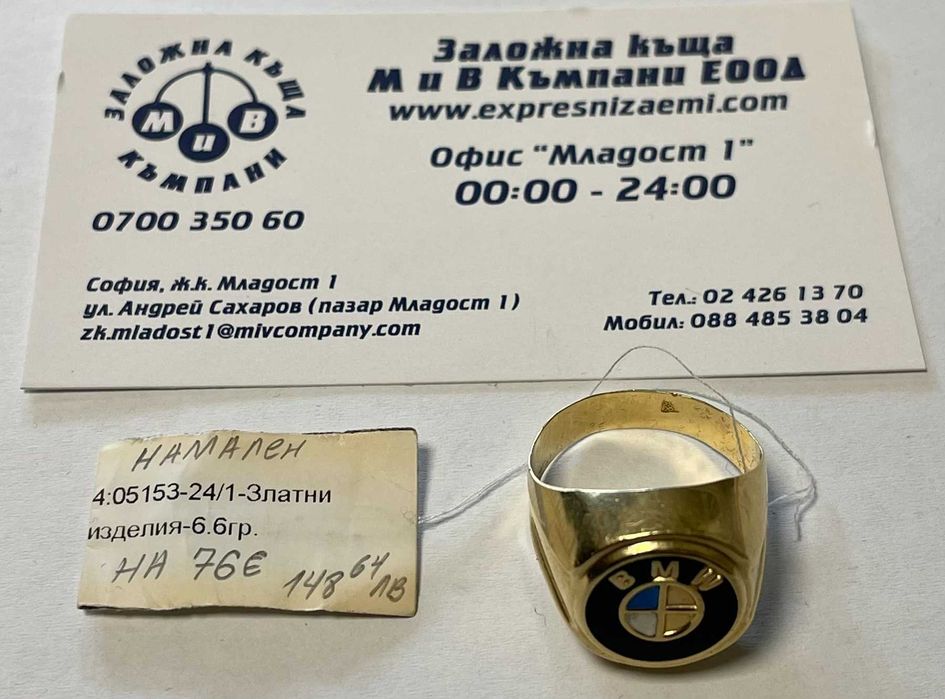 ЗАЛОЖНА КЪЩА
М и В
КЪМПАНИ
0700 350 60
Заложна къща
М и В Къмпани ЕООД
www.expresnizaemi.com
Офис "Младост 1"
00:00 - 24:00
София, ж.к. Младост 1
ул. Андрей Сахаров (пазар Младост 1)
zk.mladost1@mivcompany.com
Тел.: 02 426 13 70
Мобил: 088 485 38 04
НАМАЛЕН
4:05153-24/1-Златни
изделия-6.6гр.
НА 76€
148 64 ЛВ
BMW